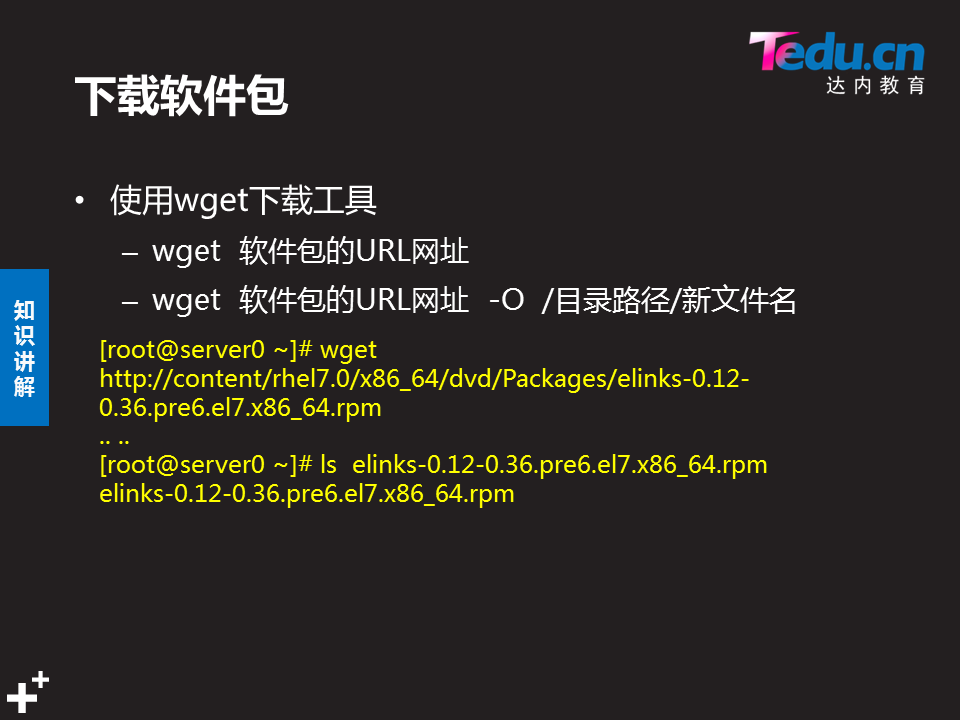 Tedu.cn
达内教育
下载软件包
• 使用wget下载工具
– wget 软件包的URL网址
– wget 软件包的URL网址 -O /目录路径/新文件名
知
识
讲
解
[root@server0 ~]# wget
http://content/rhel7.0/x86_64/dvd/Packages/elinks-0.12-
0.36.pre6.el7.x86_64.rpm
.. ..
[root@server0 ~]# ls elinks-0.12-0.36.pre6.el7.x86_64.rpm
elinks-0.12-0.36.pre6.el7.x86_64.rpm